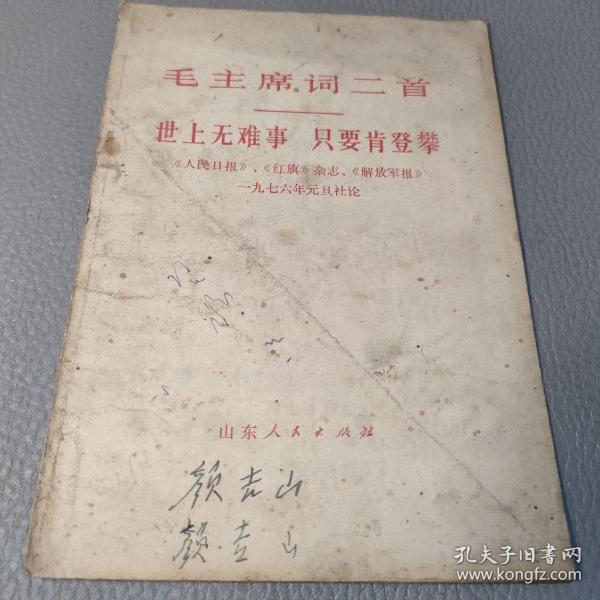 毛主席词二首
世上无难事 只要肯登攀
《人民日报》、《红旗》杂志、《解放军报》
一九七六年元旦社论
山东人民出版社
颜吉山
颜吉山
孔夫子旧书网
www.kongfz.com